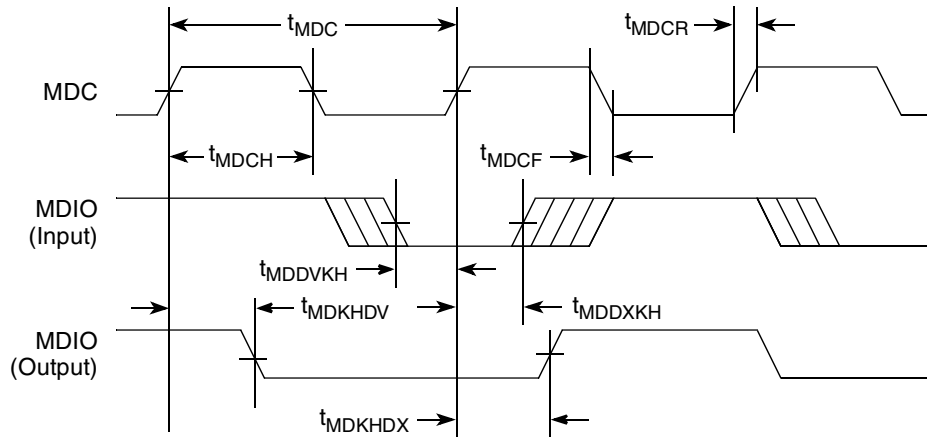 tMDC
tMDCR
MDC
tMDCH
tMDCF
MDIO
(Input)
tMDDVKH
tMDKHDV
tMDDXKH
MDIO
(Output)
tMDKHDX